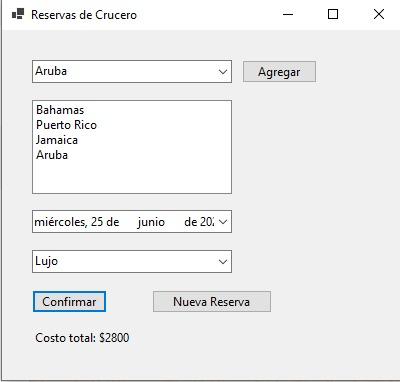 Reservas de Crucero
Aruba
Agregar
Bahamas
Puerto Rico
Jamaica
Aruba
miércoles, 25 de junio de 202
Lujo
Confirmar
Nueva Reserva
Costo total: $2800